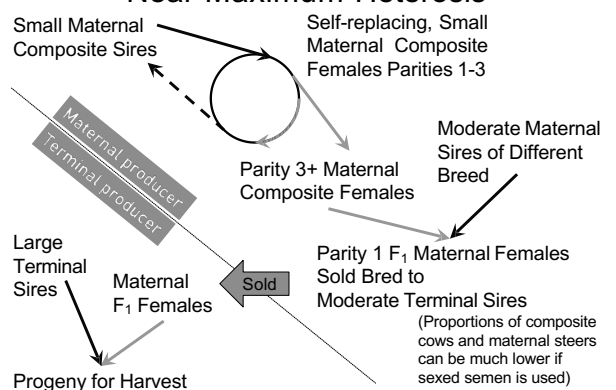 Near Maximum Heterosis
Small Maternal
Composite Sires
Self-replacing, Small
Maternal Composite
Females Parities 1-3
Moderate Maternal
Sires of Different
Breed
Parity 3+ Maternal
Composite Females
Maternal producer
Terminal producer
Parity 1 F₁ Maternal Females
Sold Bred to
Moderate Terminal Sires
(Proportions of composite
cows and maternal steers
can be much lower if
sexed semen is used)
Sold
Large
Terminal
Sires
Maternal
F₁ Females
Progeny for Harvest